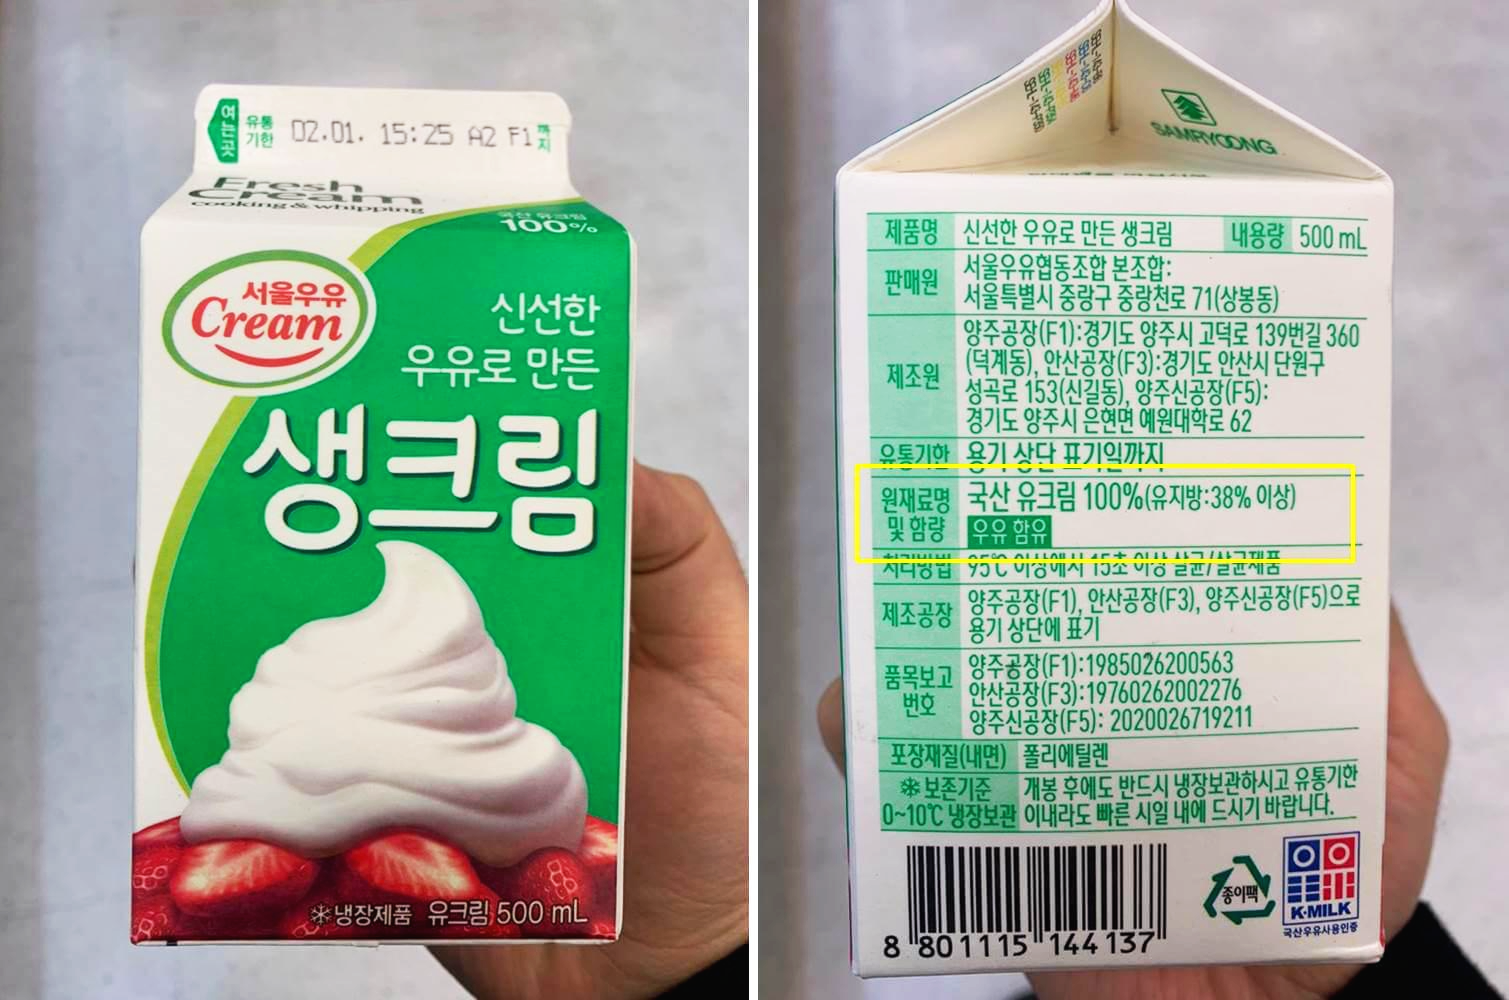 여는곳
유통
기한
02.01. 15:25 A2 F1
까지
Fresh
Cream
cooking & whipping
국산 유크림
100%
서울우유
Cream
신선한
우유로 만든
생크림
냉장제품 유크림 500 mL
SAMRYOONG
제품명 신선한 우유로 만든 생크림 내용량 500 mL
판매원 서울우유협동조합 본조합:
서울특별시 중랑구 중랑천로 71(상봉동)
제조원 양주공장(F1):경기도 양주시 고덕로 139번길 360
(덕계동), 안산공장(F3):경기도 안산시 단원구
성곡로 153(신길동), 양주신공장(F5):
경기도 양주시 은현면 예원대학로 62
유통기한 용기 상단 표기일까지
원재료명 및 함량 국산 유크림 100%(유지방:38% 이상)
우유 함유
처리방법 95℃ 이상에서 15초 이상 살균/살균제품
제조공장 양주공장(F1), 안산공장(F3), 양주신공장(F5)으로
용기 상단에 표기
품목보고 번호 양주공장(F1):1985026200563
안산공장(F3):19760262002276
양주신공장(F5): 2020026719211
포장재질(내면) 폴리에틸렌
보존기준 개봉 후에도 반드시 냉장보관하시고 유통기한
0~10℃ 냉장보관 이내라도 빠른 시일 내에 드시기 바랍니다.
8 801115 144137
종이팩
K·MILK
국산우유사용인증